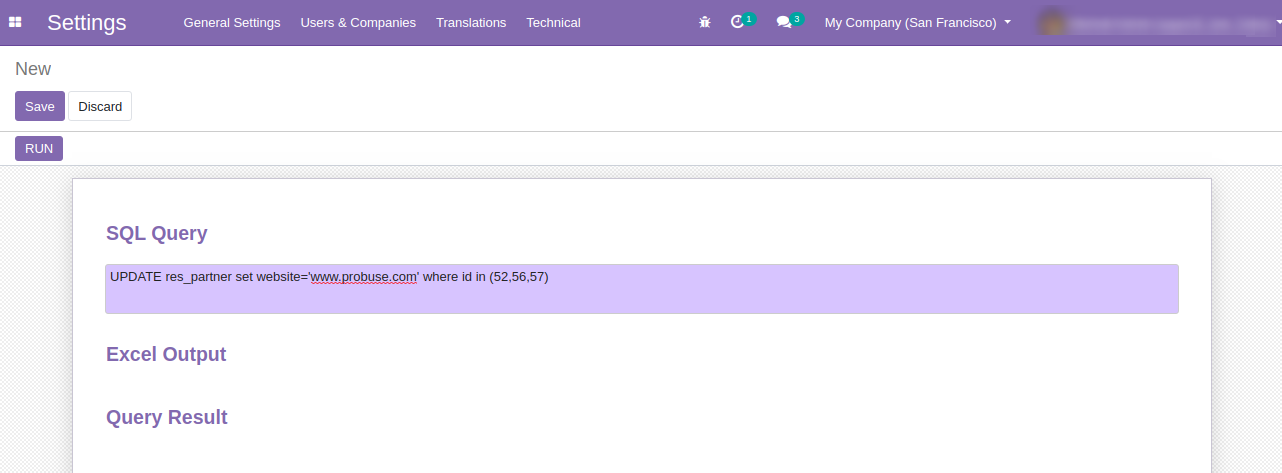 Settings General Settings Users & Companies Translations Technical 1 3 My Company (San Francisco)
New
Save Discard
RUN
SQL Query
UPDATE res_partner set website='www.probuse.com' where id in (52,56,57)
Excel Output
Query Result